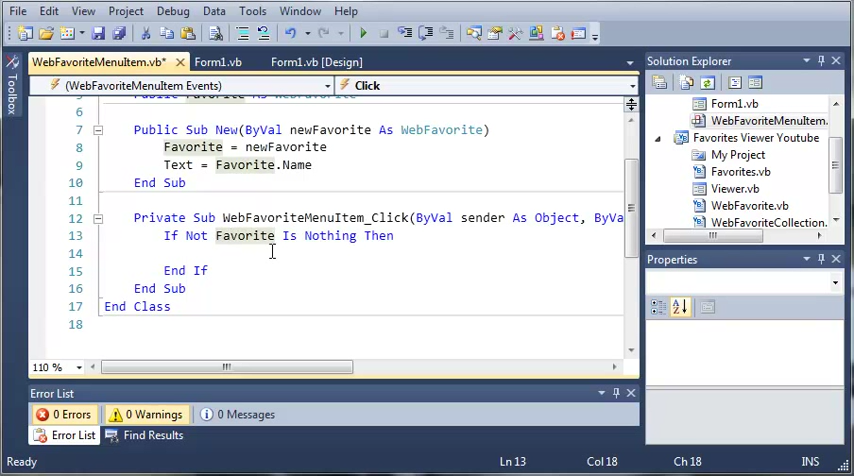 File Edit View Project Debug Data Tools Window Help
WebFavoriteMenuItem.vb* Form1.vb Form1.vb [Design]
Toolbox
(WebFavoriteMenuItem Events) Click
6
7 Public Sub New(ByVal newFavorite As WebFavorite)
8 Favorite = newFavorite
9 Text = Favorite.Name
10 End Sub
11
12 Private Sub WebFavoriteMenuItem_Click(ByVal sender As Object, ByVa
13 If Not Favorite Is Nothing Then
14
15 End If
16 End Sub
17 End Class
18
110 %
Error List
0 Errors 0 Warnings 0 Messages
Error List Find Results
Ready Ln 13 Col 18 Ch 18 INS
Solution Explorer
Form1.vb
WebFavoriteMenuItem.
Favorites Viewer Youtube
My Project
Favorites.vb
Viewer.vb
WebFavorite.vb
WebFavoriteCollection.
Properties